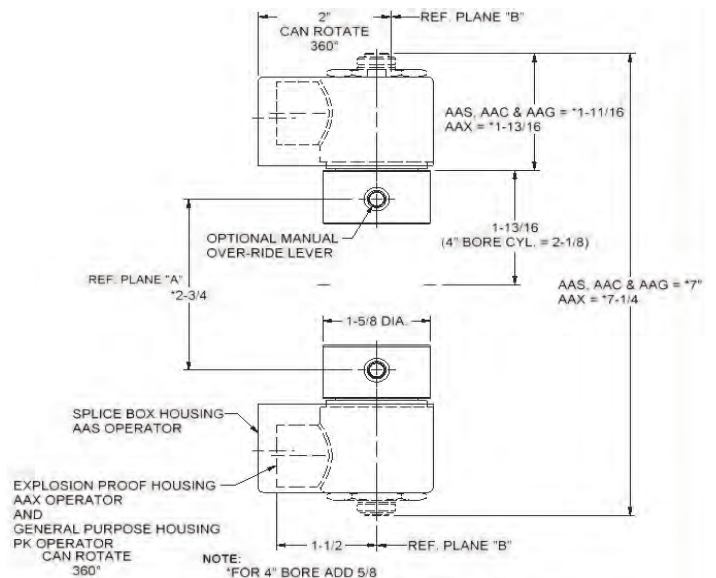 2"
CAN ROTATE
360°
REF. PLANE "B"
AAS, AAC & AAG = *1-11/16
AAX = *1-13/16
OPTIONAL MANUAL
OVER-RIDE LEVER
1-13/16
(4" BORE CYL. = 2-1/8)
REF. PLANE "A"
*2-3/4
AAS, AAC & AAG = *7"
AAX = *7-1/4
1-5/8 DIA.
SPLICE BOX HOUSING
AAS OPERATOR
EXPLOSION PROOF HOUSING
AAX OPERATOR
AND
GENERAL PURPOSE HOUSING
PK OPERATOR
CAN ROTATE
360°
1-1/2
REF. PLANE "B"
NOTE:
*FOR 4" BORE ADD 5/8